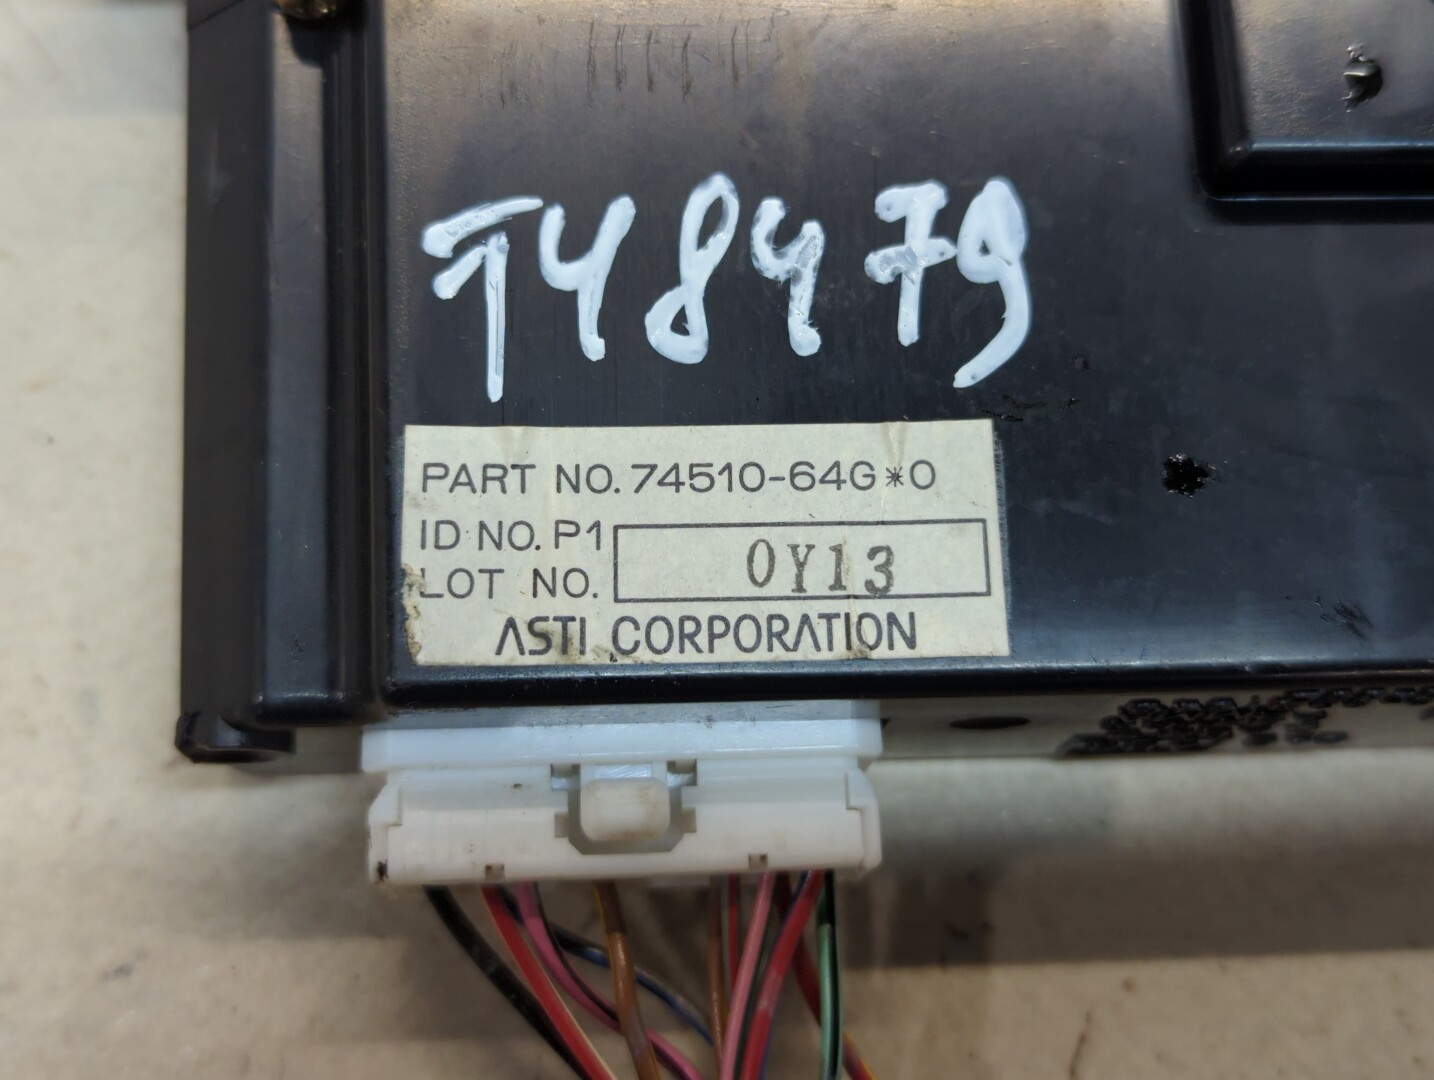 T48479
PART NO. 74510-64G*0
ID NO. P1
LOT NO. 0Y13
ASTI CORPORATION